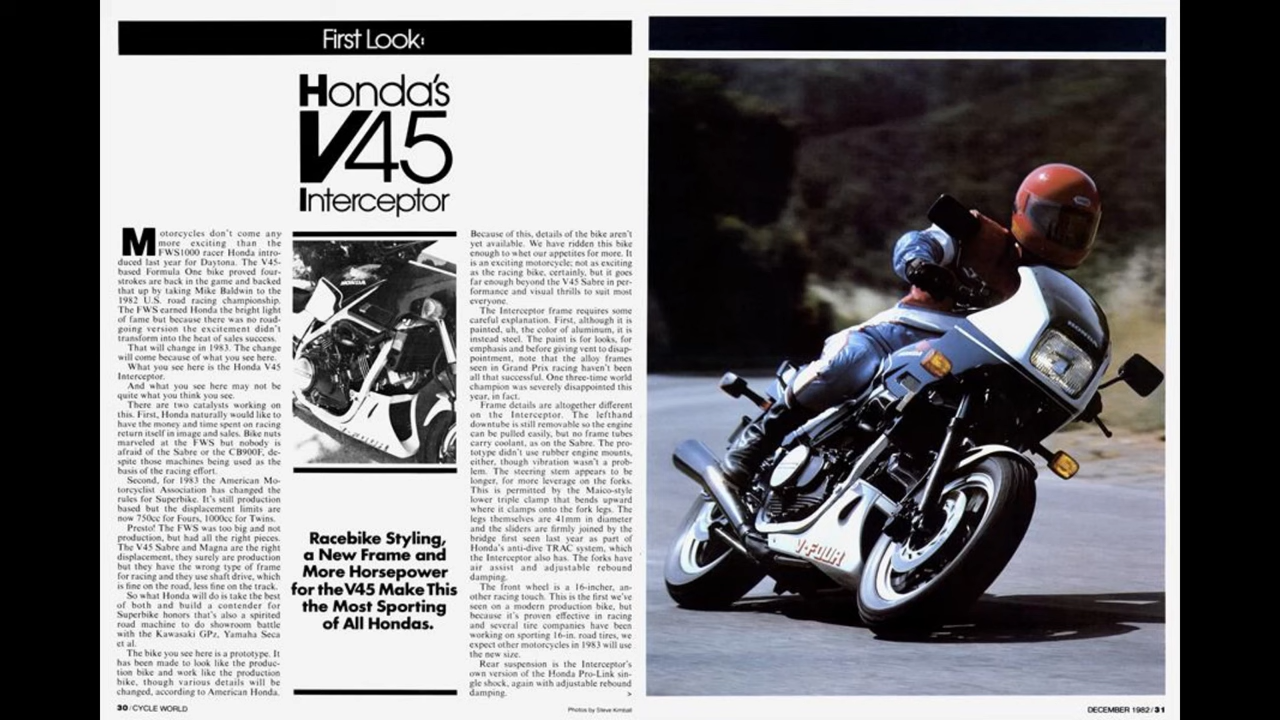 First Look:
Honda's
V45
Interceptor
Motorcycles don't come any
more exciting than the
FWS1000 racer Honda intro-
duced last year for Daytona. The V45-
based Formula One bike proved four-
strokes are back in the game and backed
that up by taking Mike Baldwin to the
1982 U.S. road racing championship.
The FWS earned Honda the bright light
of fame but because there was no road-
going version the excitement didn't
transform into the heat of sales success.
That will change in 1983. The change
will come because of what you see here.
What you see here is the Honda V45
Interceptor.
And what you see here may not be
quite what you think you see.
There are two catalysts working on
this. First, Honda naturally would like to
have the money and time spent on racing
return itself in image and sales. Bike nuts
marveled at the FWS but nobody is
afraid of the Sabre or the CB900F, de-
spite those machines being used as the
basis of the racing effort.
Second, for 1983 the American Mo-
torcyclist Association has changed the
rules for Superbike. It's still production
based but the displacement limits are
now 750cc for Fours, 1000cc for Twins.
Presto! The FWS was too big and not
production, but had all the right pieces.
The V45 Sabre and Magna are the right
displacement, they surely are production
but they have the wrong type of frame
for racing and they use shaft drive, which
is fine on the road, less fine on the track.
So what Honda will do is take the best
of both and build a contender for
Superbike honors that's also a spirited
road machine to do showroom battle
with the Kawasaki GPz, Yamaha Seca
et al.
The bike you see here is a prototype. It
has been made to look like the produc-
tion bike and work like the production
bike, though various details will be
changed, according to American Honda.
HONDA
Racebike Styling,
a New Frame and
More Horsepower
for the V45 Make This
the Most Sporting
of All Hondas.
Because of this, details of the bike aren't
yet available. We have ridden this bike
enough to whet our appetites for more. It
is an exciting motorcycle; not as exciting
as the racing bike, certainly, but it goes
far enough beyond the V45 Sabre in per-
formance and visual thrills to suit most
everyone.
The Interceptor frame requires some
careful explanation. First, although it is
painted, uh, the color of aluminum, it is
instead steel. The paint is for looks, for
emphasis and before giving vent to disap-
pointment, note that the alloy frames
seen in Grand Prix racing haven't been
all that successful. One three-time world
champion was severely disappointed this
year, in fact.
Frame details are altogether different
on the Interceptor. The lefthand
downtube is still removable so the engine
can be pulled easily, but no frame tubes
carry coolant, as on the Sabre. The pro-
totype didn't use rubber engine mounts,
either, though vibration wasn't a prob-
lem. The steering stem appears to be
longer, for more leverage on the forks.
This is permitted by the Maico-style
lower triple clamp that bends upward
where it clamps onto the fork legs. The
legs themselves are 41mm in diameter
and the sliders are firmly joined by the
bridge first seen last year as part of
Honda's anti-dive TRAC system, which
the Interceptor also has. The forks have
air assist and adjustable rebound
damping.
The front wheel is a 16-incher, an-
other racing touch. This is the first we've
seen on a modern production bike, but
because it's proven effective in racing
and several tire companies have been
working on sporting 16-in. road tires, we
expect other motorcycles in 1983 will use
the new size.
Rear suspension is the Interceptor's
own version of the Honda Pro-Link sin-
gle shock, again with adjustable rebound
damping. >
V-FOUR
30 / CYCLE WORLD
Photos by Steve Kimball
DECEMBER 1982/31